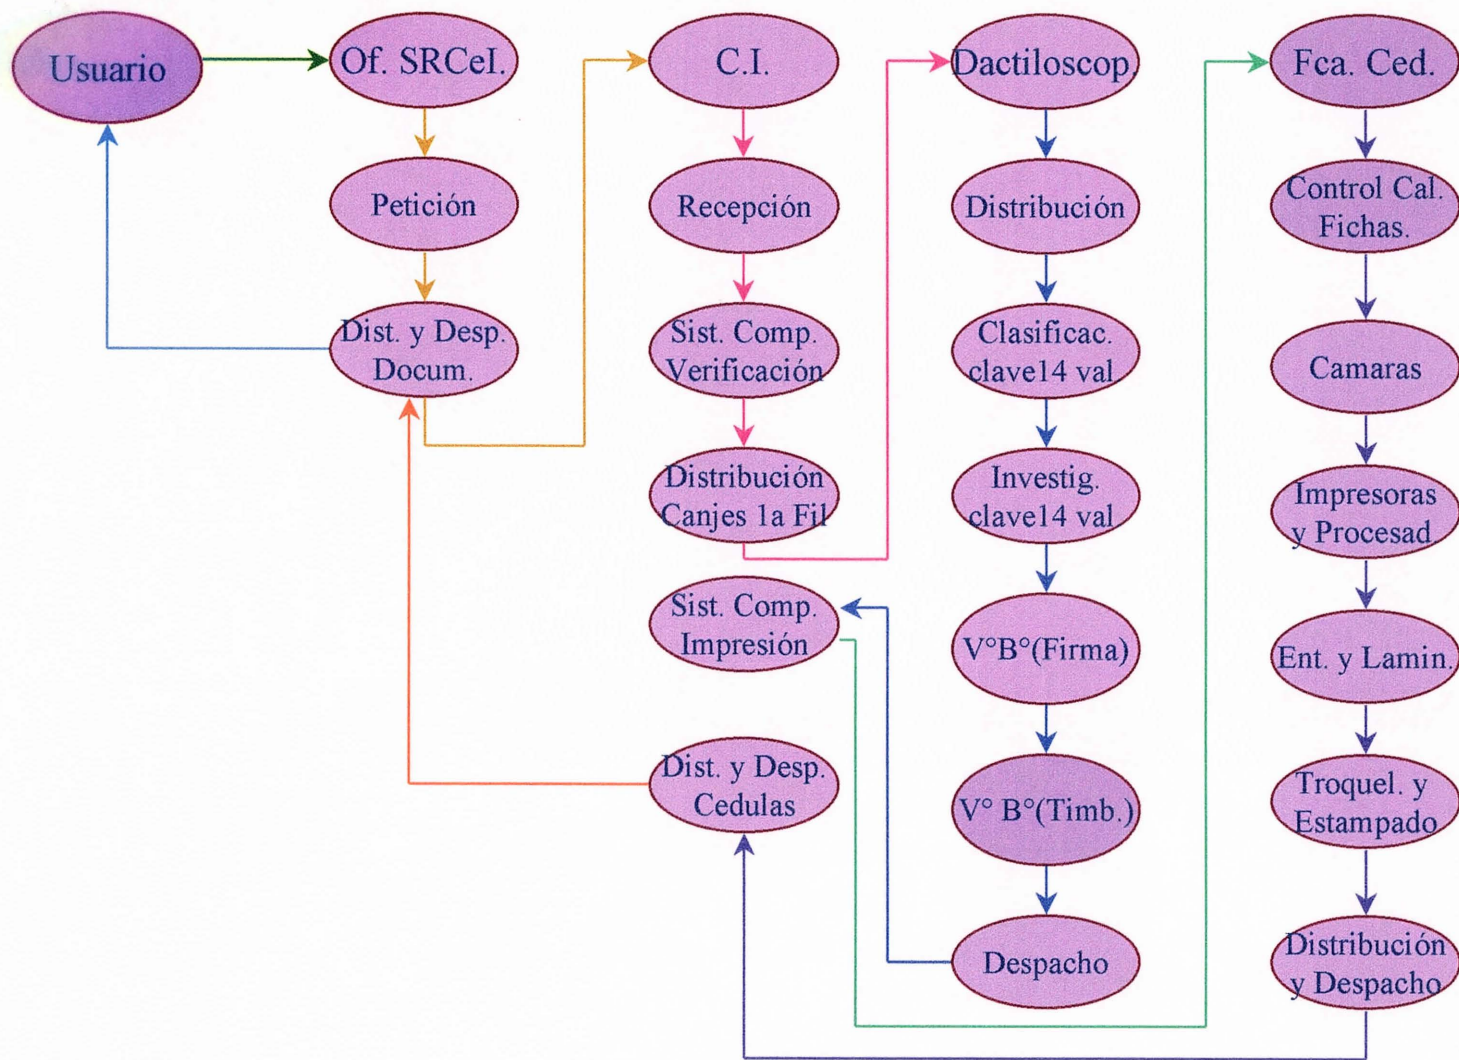 Usuario
Of. SRCeI.
Petición
Dist. y Desp.
Docum.
C.I.
Recepción
Sist. Comp.
Verificación
Distribución
Canjes 1a Fil
Sist. Comp.
Impresión
Dist. y Desp.
Cedulas
Dactiloscop.
Distribución
Clasificac.
clave14 val
Investig.
clave14 val
V°B°(Firma)
V° B°(Timb.)
Despacho
Fca. Ced.
Control Cal.
Fichas.
Camaras
Impresoras
y Procesad.
Ent. y Lamin.
Troquel. y
Estampado
Distribución
y Despacho